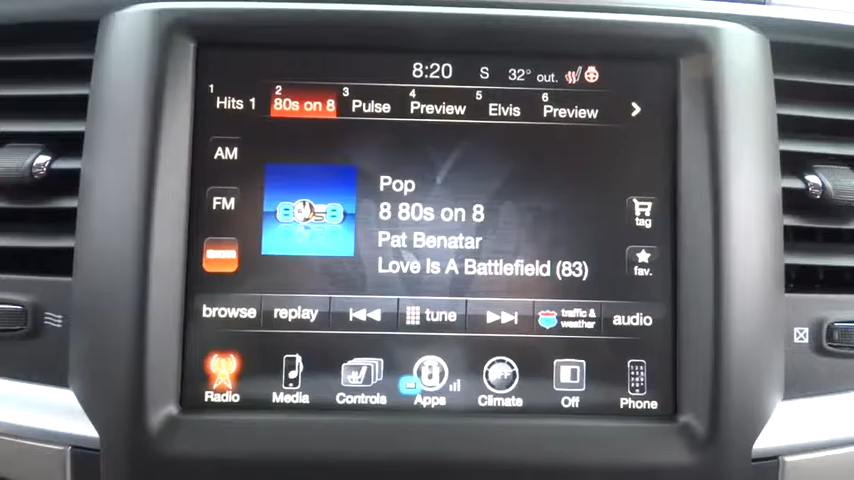 8:20 S 32° out.
1 Hits 1 2 80s on 8 3 Pulse 4 Preview 5 Elvis 6 Preview
AM
FM
Pop
8 80s on 8
Pat Benatar
Love Is A Battlefield (83)
tag
fav.
browse replay tune traffic & weather audio
OFF
Radio Media Controls Apps Climate Off Phone